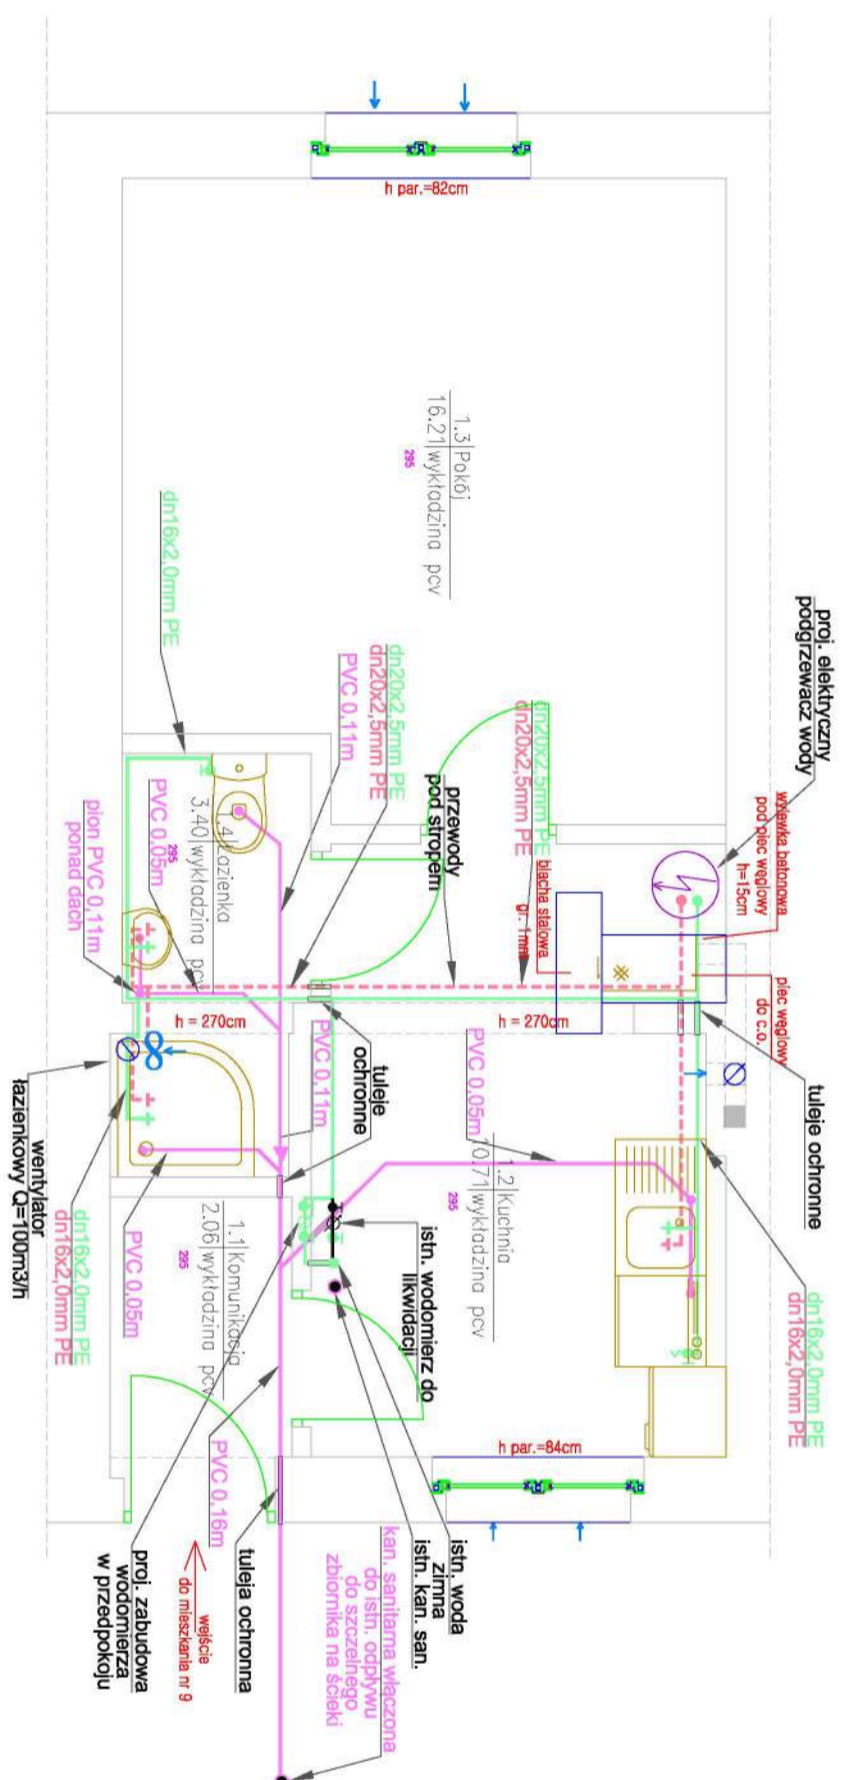 h par.=82cm
1.3|Pokój
16.21|wykładzina pcv
295
dn16x2,0mm PE
proj. elektryczny
podgrzewacz wody
wylewka betonowa
pod piec węglowy
h=15cm
piec węglowy
do c.o.
blacha stalowa
gr. 1mm
dn20x2,5mm PE
dn20x2,5mm PE
przewody
pod stropem
dn20x2,5mm PE
dn20x2,5mm PE
PVC 0,11m
1.4|Łazienka
3.40|wykładzina pcv
295
PVC 0,05m
pion PVC 0,11m
ponad dach
h = 270cm
h = 270cm
tuleje ochronne
tuleje
ochronne
PVC 0,11m
PVC 0,05m
1.2|Kuchnia
10.71|wykładzina pcv
295
dn16x2,0mm PE
dn16x2,0mm PE
istn. wodomierz do
likwidacji
1.1|Komunikacja
2.06|wykładzina pcv
295
PVC 0,05m
dn16x2,0mm PE
dn16x2,0mm PE
wentylator
łazienkowy Q=100m3/h
h par.=84cm
istn. woda
zimna
istn. kan. san.
kan. sanitarna włączona
do istn. odpływu
do szczelnego
zbiornika na ścieki
tuleja ochronna
PVC 0,16m
wejście
do mieszkania nr 9
proj. zabudowa
wodomierza
w przedpokoju